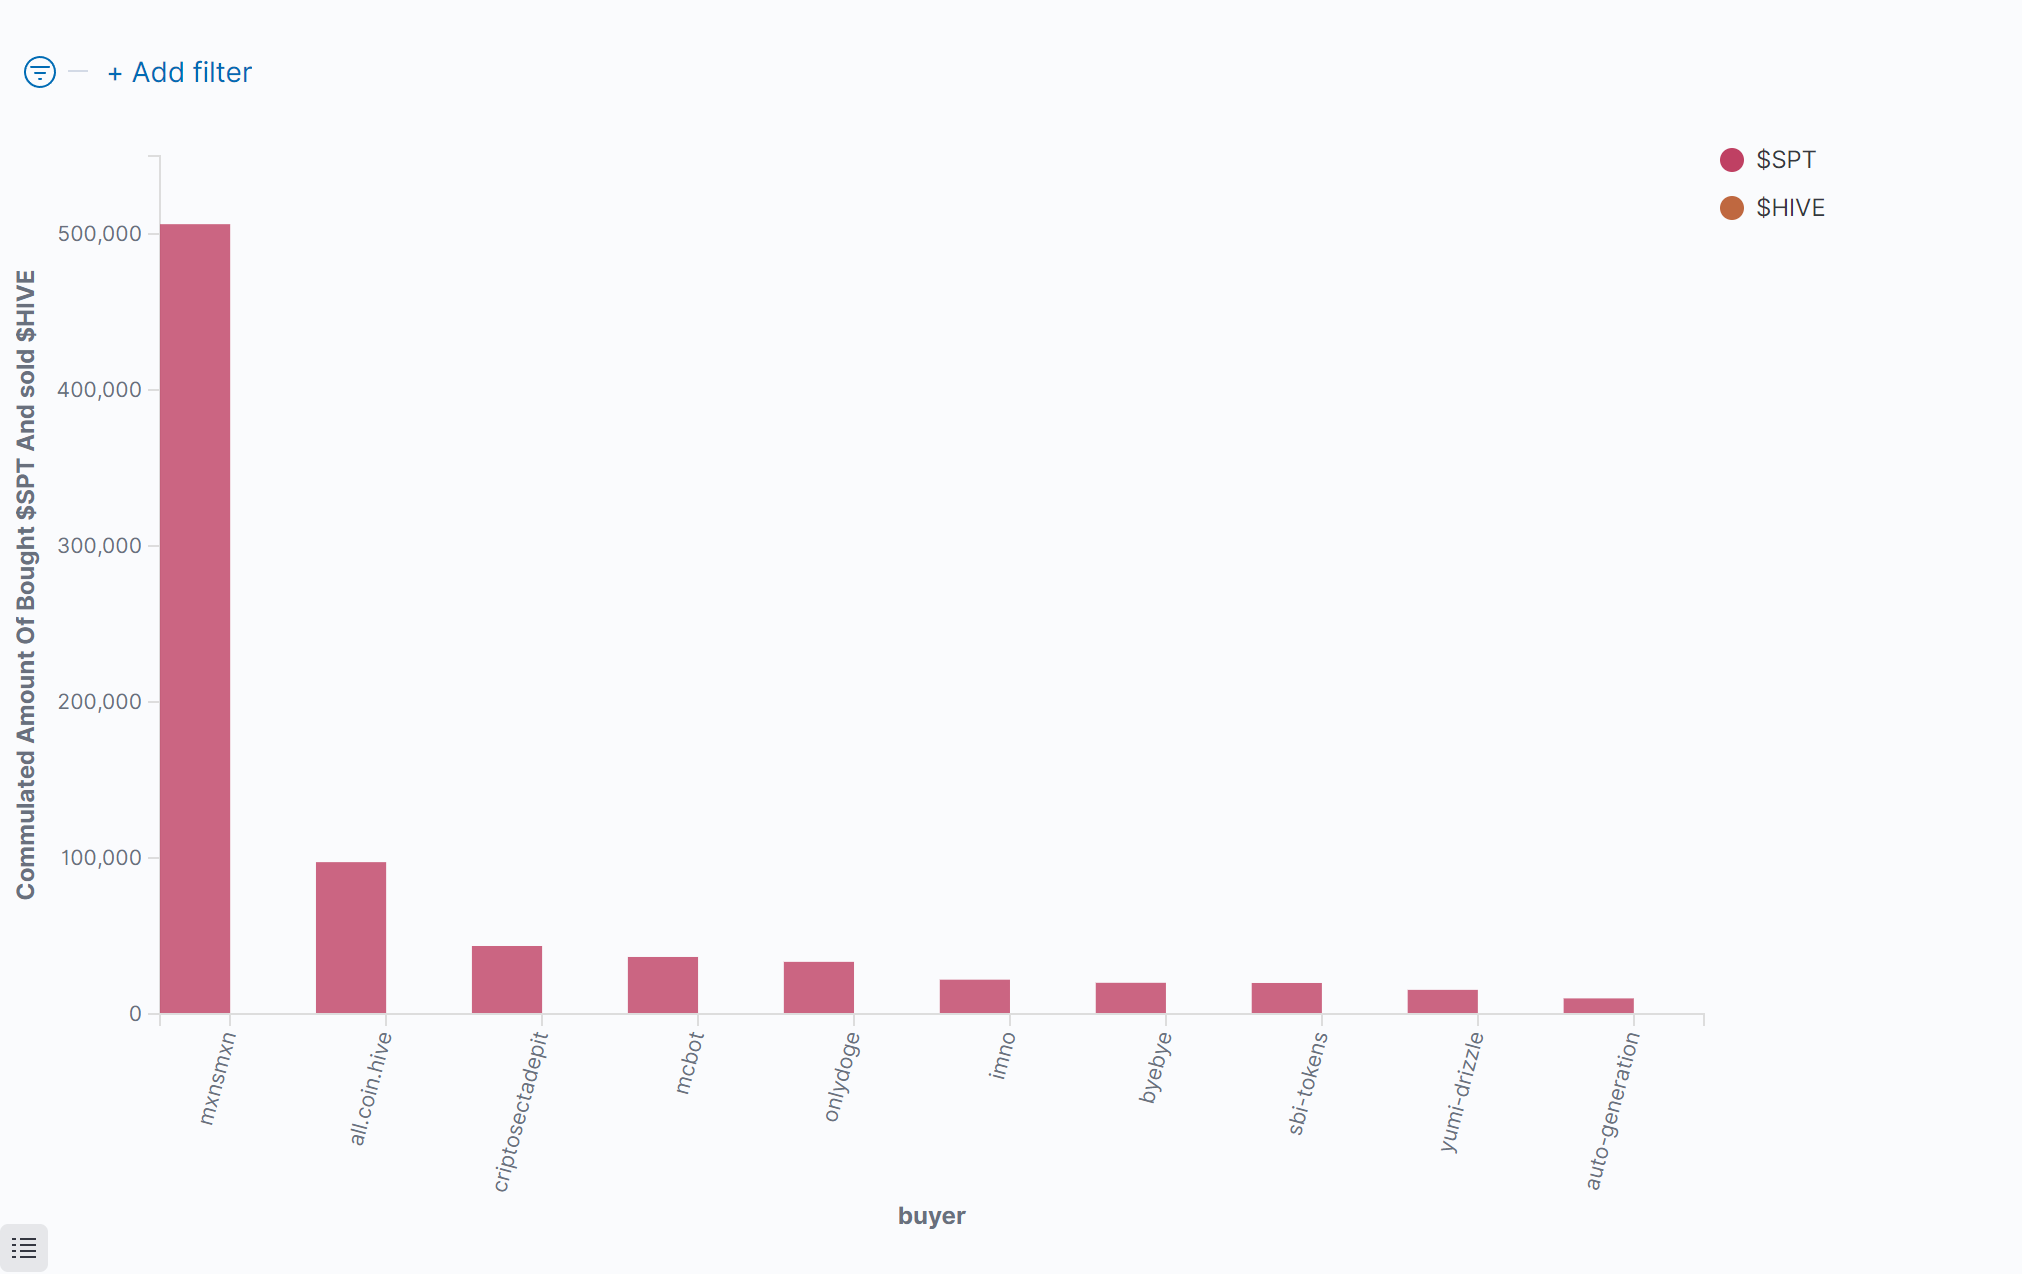 + Add filter
$SPT
$HIVE
Commulated Amount Of Bought $SPT And sold $HIVE
500,000
400,000
300,000
200,000
100,000
0
mxnsmxn
all.coin.hive
criptosectadepit
mcbot
onlydoge
imno
byebye
sbi-tokens
yumi-drizzle
auto-generation
buyer